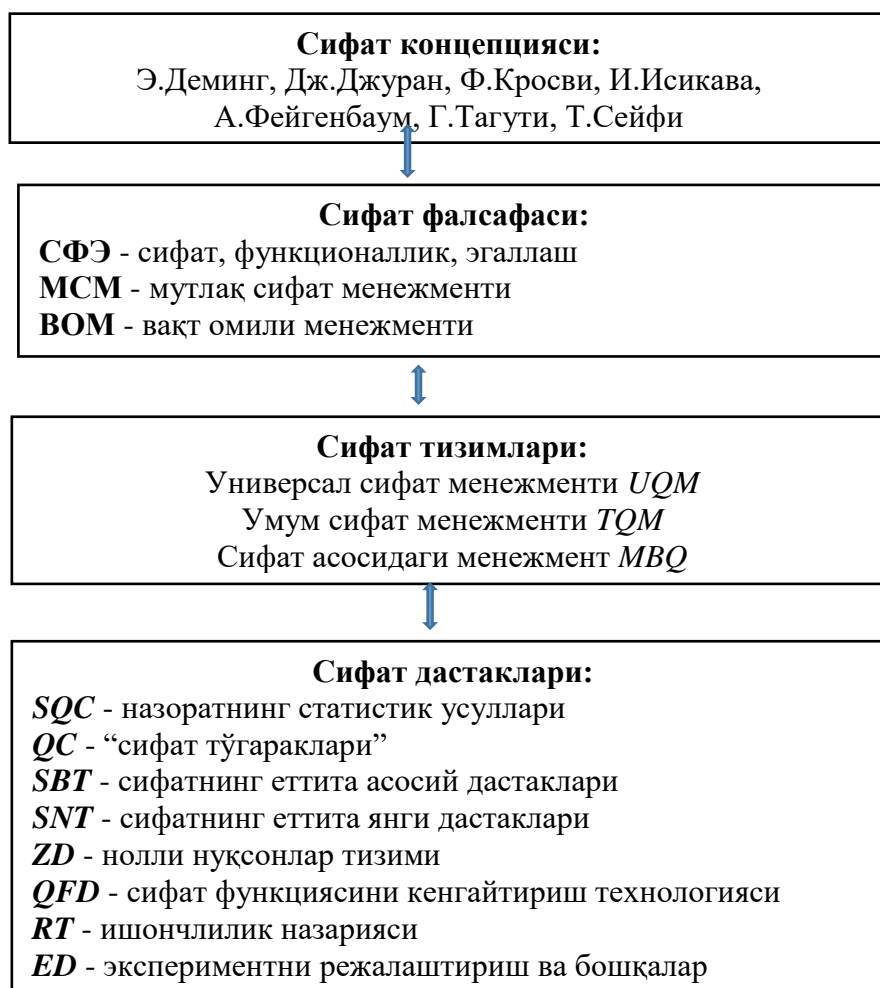 Сифат концепцияси:
Э.Деминг, Дж.Джуран, Ф.Кросви, И.Исикава,
А.Фейгенбаум, Г.Тагути, Т.Сейфи
Сифат фалсафаси:
СФЭ - сифат, функционаллик, эгаллаш
МСМ - мутлақ сифат менежменти
ВОМ - вақт омили менежменти
Сифат тизимлари:
Универсал сифат менежменти UQM
Умум сифат менежменти TQM
Сифат асосидаги менежмент MBQ
Сифат дастаклари:
SQC - назоратнинг статистик усуллари
QC - “сифат тўгараклари”
SBT - сифатнинг еттита асосий дастаклари
SNT - сифатнинг еттита янги дастаклари
ZD - нолли нуқсонлар тизими
QFD - сифат функциясини кенгайтириш технологияси
RT - ишончлилик назарияси
ED - экспериментни режалаштириш ва бошқалар